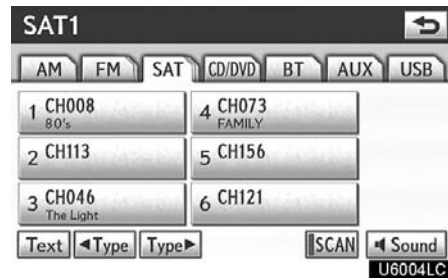 SAT1
AM FM SAT CD/DVD BT AUX USB
1 CH008 4 CH073
80's FAMILY
2 CH113 5 CH156
3 CH046 6 CH121
The Light
Text ◄Type Type► SCAN Sound
U6004LC